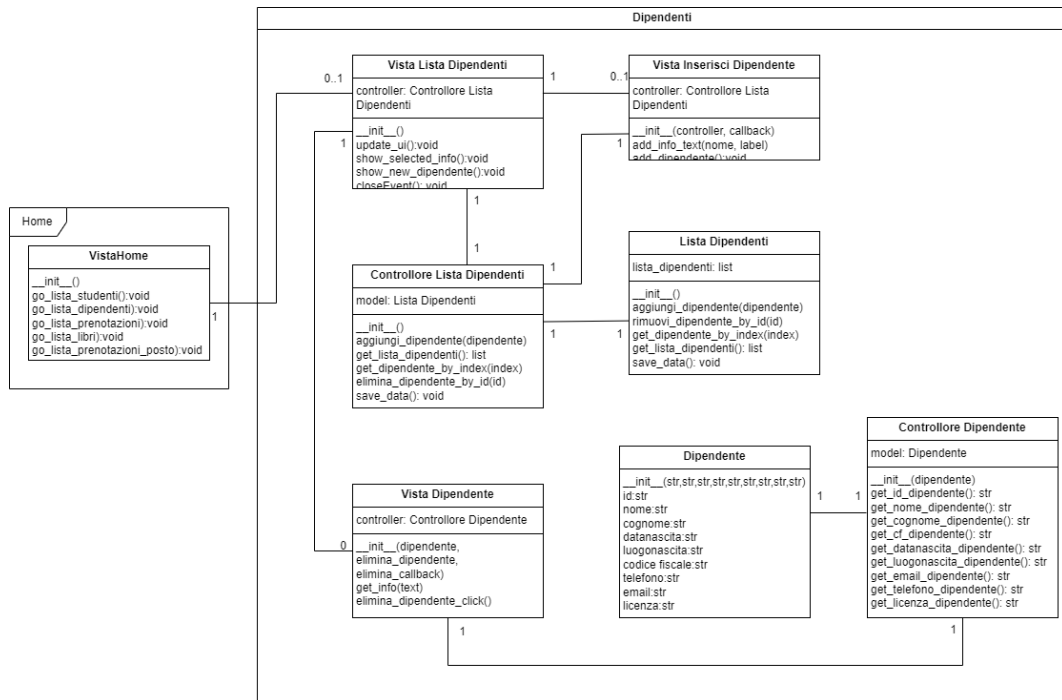 Dipendenti
Vista Lista Dipendenti
controller: Controllore Lista
Dipendenti
__init__()
update_ui():void
show_selected_info():void
show_new_dipendente():void
closeEvent(): void
0..1
1
1
1
0..1
Vista Inserisci Dipendente
controller: Controllore Lista
Dipendenti
__init__(controller, callback)
add_info_text(nome, label)
add_dipendente():void
1
Home
VistaHome
__init__()
go_lista_studenti():void
go_lista_dipendenti):void
go_lista_prenotazioni):void
go_lista_libri):void
go_lista_prenotazioni_posto):void
1
1
Controllore Lista Dipendenti
model: Lista Dipendenti
__init__()
aggiungi_dipendente(dipendente)
get_lista_dipendenti(): list
get_dipendente_by_index(index)
elimina_dipendente_by_id(id)
save_data(): void
1
1
1
Lista Dipendenti
lista_dipendenti: list
__init__()
aggiungi_dipendente(dipendente)
rimuovi_dipendente_by_id(id)
get_dipendente_by_index(index)
get_lista_dipendenti(): list
save_data(): void
Vista Dipendente
controller: Controllore Dipendente
__init__(dipendente,
elimina_dipendente,
elimina_callback)
get_info(text)
elimina_dipendente_click()
0
1
Dipendente
__init__(str,str,str,str,str,str,str,str,str)
id:str
nome:str
cognome:str
datanascita:str
luogonascita:str
codice fiscale:str
telefono:str
email:str
licenza:str
1
1
Controllore Dipendente
model: Dipendente
__init__(dipendente)
get_id_dipendente(): str
get_nome_dipendente(): str
get_cognome_dipendente(): str
get_cf_dipendente(): str
get_datanascita_dipendente(): str
get_luogonascita_dipendente(): str
get_email_dipendente(): str
get_telefono_dipendente(): str
get_licenza_dipendente(): str
1